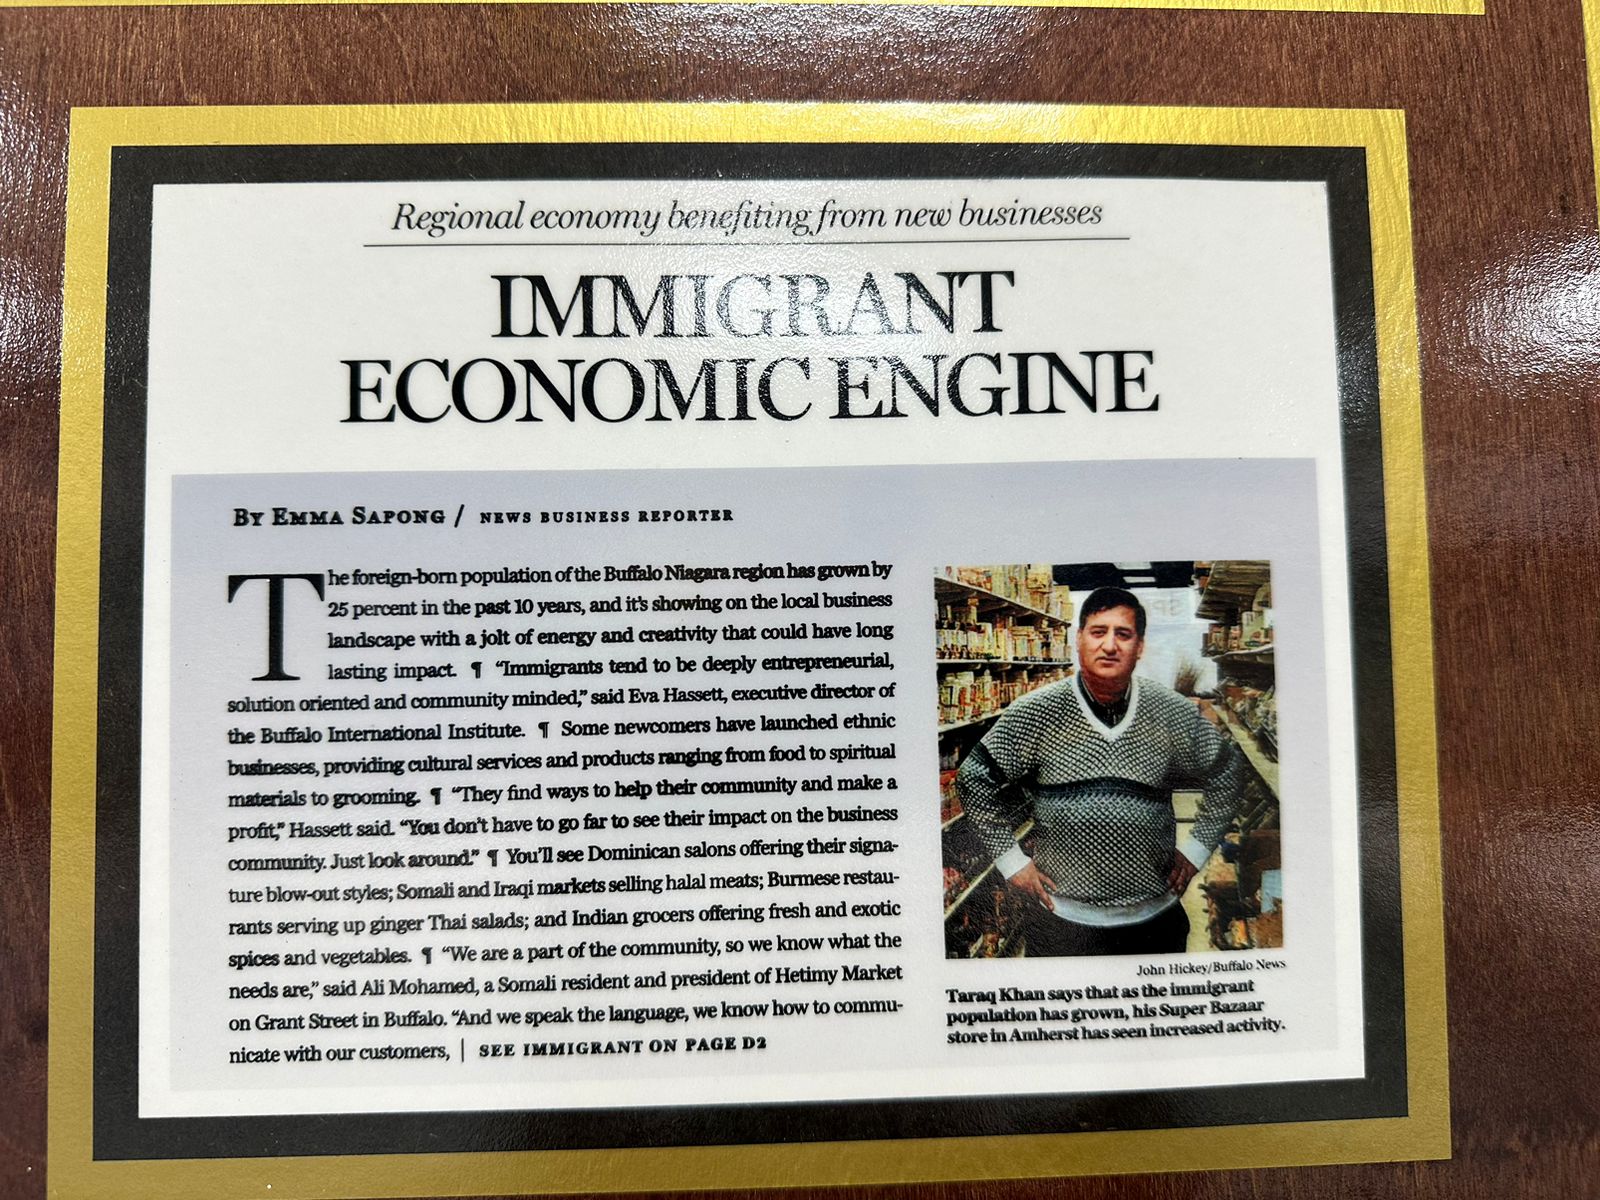 Regional economy benefiting from new businesses
IMMIGRANT
ECONOMIC ENGINE
BY EMMA SAPONG / NEWS BUSINESS REPORTER
The foreign-born population of the Buffalo Niagara region has grown by
25 percent in the past 10 years, and it's showing on the local business
landscape with a jolt of energy and creativity that could have long
lasting impact. ¶ "Immigrants tend to be deeply entrepreneurial,
solution oriented and community minded," said Eva Hassett, executive director of
the Buffalo International Institute. ¶ Some newcomers have launched ethnic
businesses, providing cultural services and products ranging from food to spiritual
materials to grooming. ¶ "They find ways to help their community and make a
profit," Hassett said. "You don't have to go far to see their impact on the business
community. Just look around." ¶ You'll see Dominican salons offering their signa-
ture blow-out styles; Somali and Iraqi markets selling halal meats; Burmese restau-
rants serving up ginger Thai salads; and Indian grocers offering fresh and exotic
spices and vegetables. ¶ "We are a part of the community, so we know what the
needs are," said Ali Mohamed, a Somali resident and president of Hetimy Market
on Grant Street in Buffalo. "And we speak the language, we know how to commu-
nicate with our customers, | SEE IMMIGRANT ON PAGE D2
John Hickey/Buffalo News
Taraq Khan says that as the immigrant
population has grown, his Super Bazaar
store in Amherst has seen increased activity.